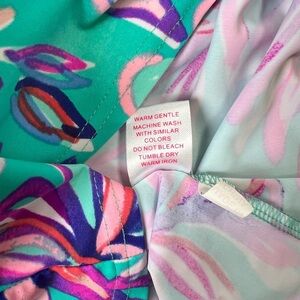 WARM GENTLE
MACHINE WASH
WITH SIMILAR
COLORS
DO NOT BLEACH
TUMBLE DRY
WARM IRON